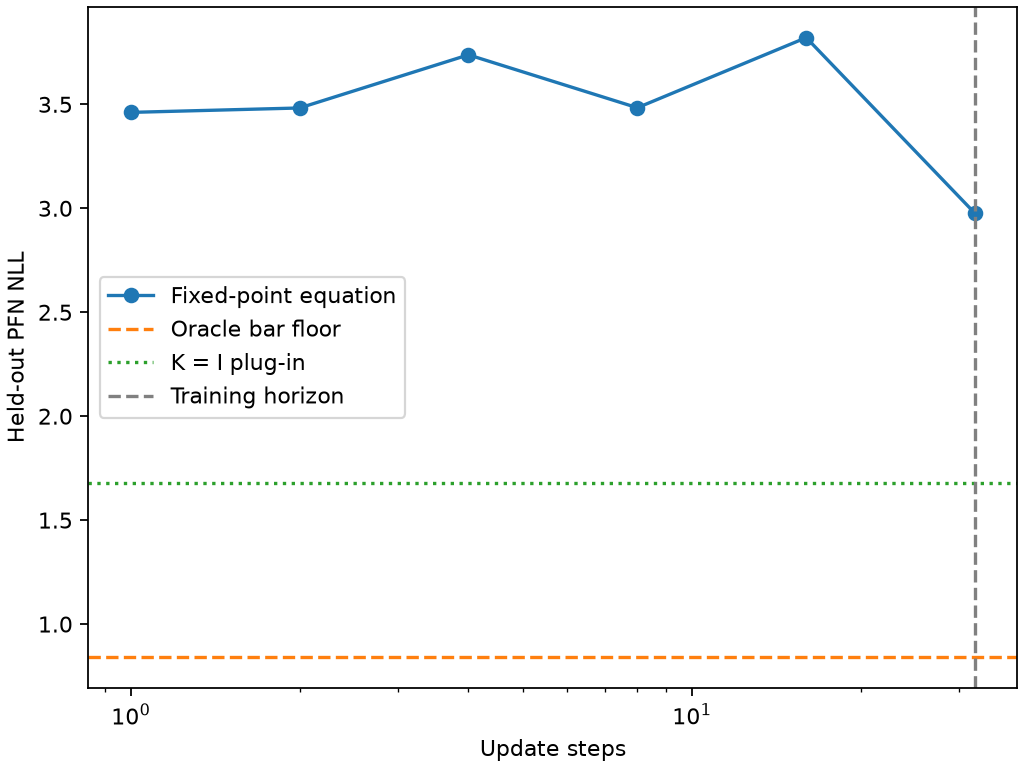 3.5
3.0
2.5
2.0
1.5
1.0
Held-out PFN NLL
Fixed-point equation
Oracle bar floor
K = I plug-in
Training horizon
10⁰
10¹
Update steps